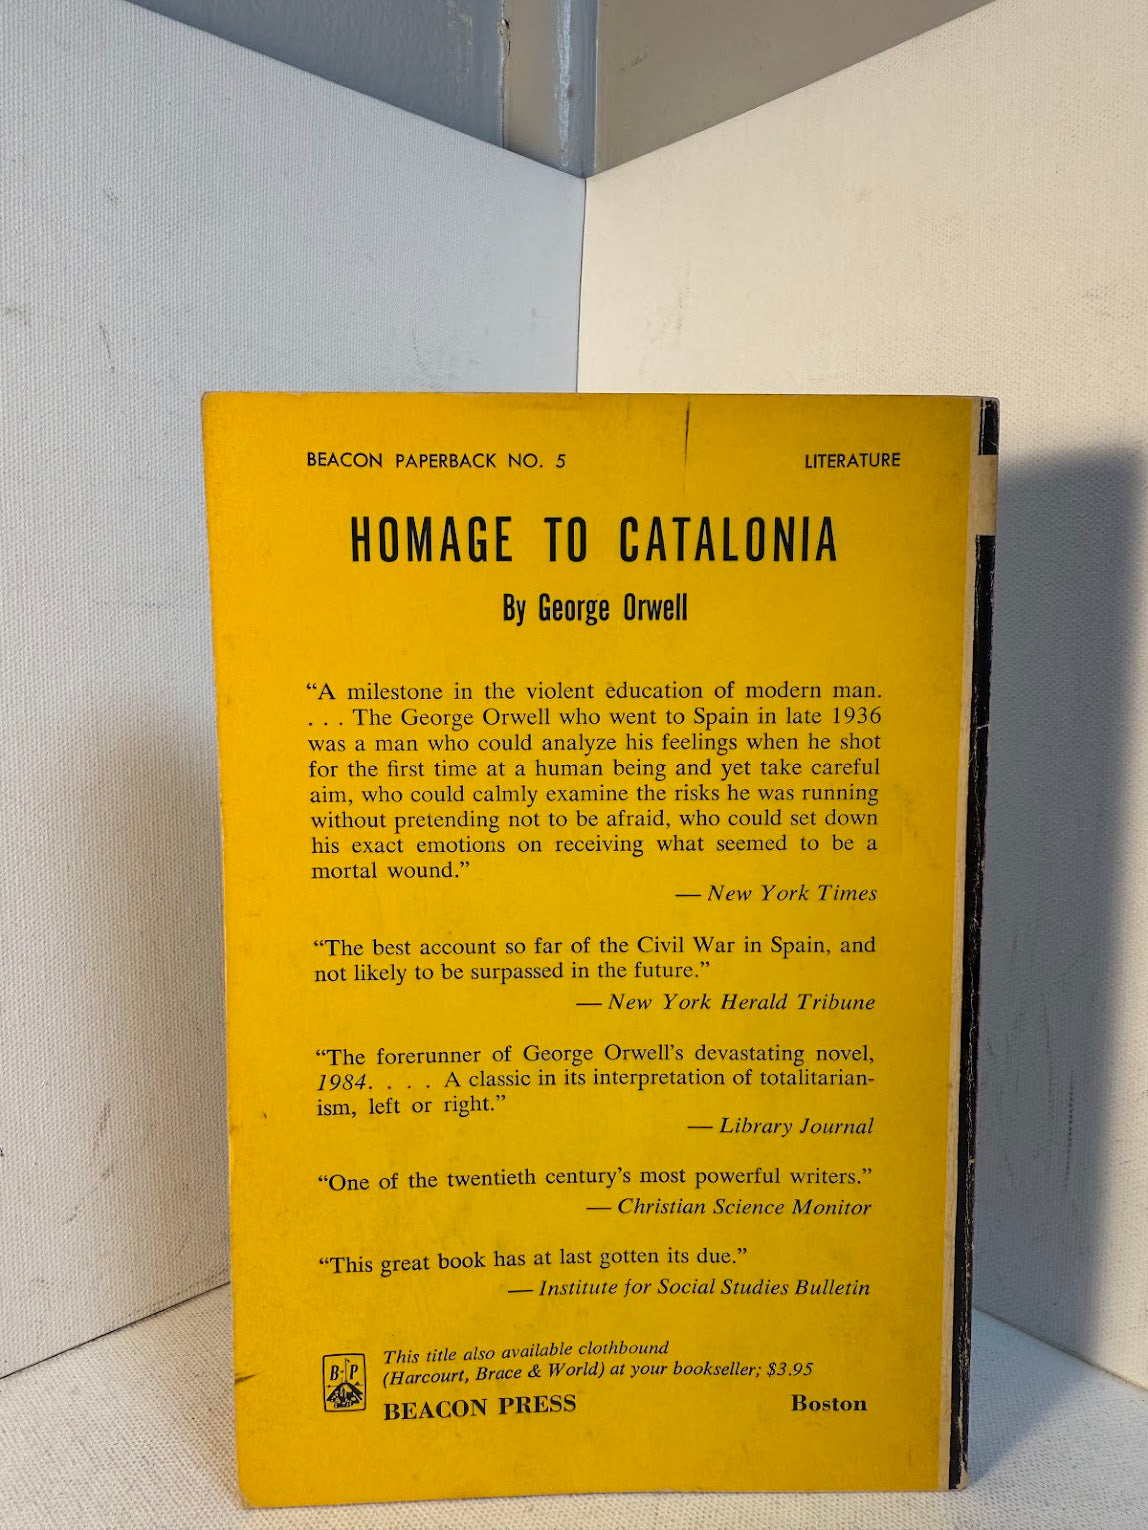 BEACON PAPERBACK NO. 5 LITERATURE
HOMAGE TO CATALONIA
By George Orwell
“A milestone in the violent education of modern man.
. . . The George Orwell who went to Spain in late 1936
was a man who could analyze his feelings when he shot
for the first time at a human being and yet take careful
aim, who could calmly examine the risks he was running
without pretending not to be afraid, who could set down
his exact emotions on receiving what seemed to be a
mortal wound.”
— New York Times
“The best account so far of the Civil War in Spain, and
not likely to be surpassed in the future.”
— New York Herald Tribune
“The forerunner of George Orwell’s devastating novel,
1984. . . . A classic in its interpretation of totalitarian-
ism, left or right.”
— Library Journal
“One of the twentieth century’s most powerful writers.”
— Christian Science Monitor
“This great book has at last gotten its due.”
— Institute for Social Studies Bulletin
This title also available clothbound
(Harcourt, Brace & World) at your bookseller; $3.95
B-P
BEACON PRESS Boston